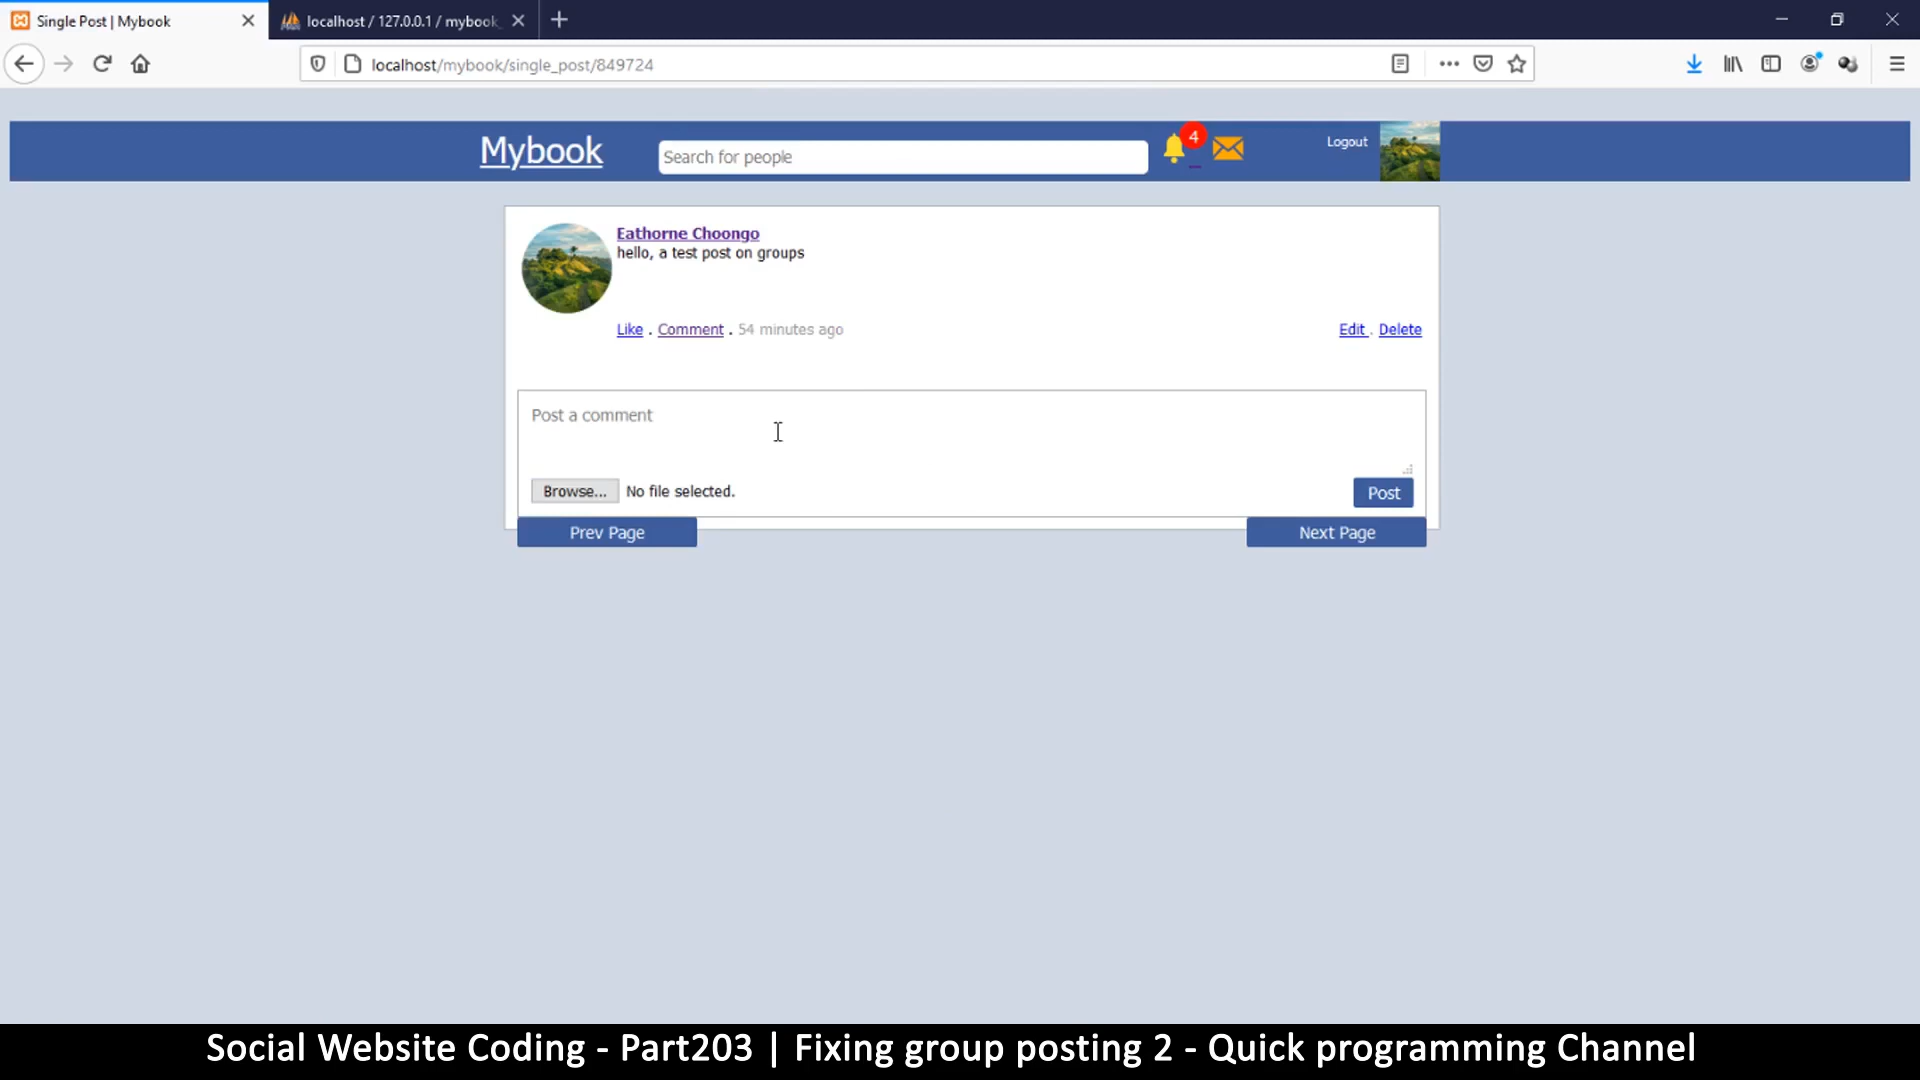 Single Post | Mybook
localhost / 127.0.0.1 / mybook
localhost/mybook/single_post/849724
Mybook
Search for people
4
Logout
Eathorne Choongo
hello, a test post on groups
Like . Comment . 54 minutes ago
Edit . Delete
Post a comment
Browse... No file selected.
Post
Prev Page
Next Page
Social Website Coding - Part203 | Fixing group posting 2 - Quick programming Channel